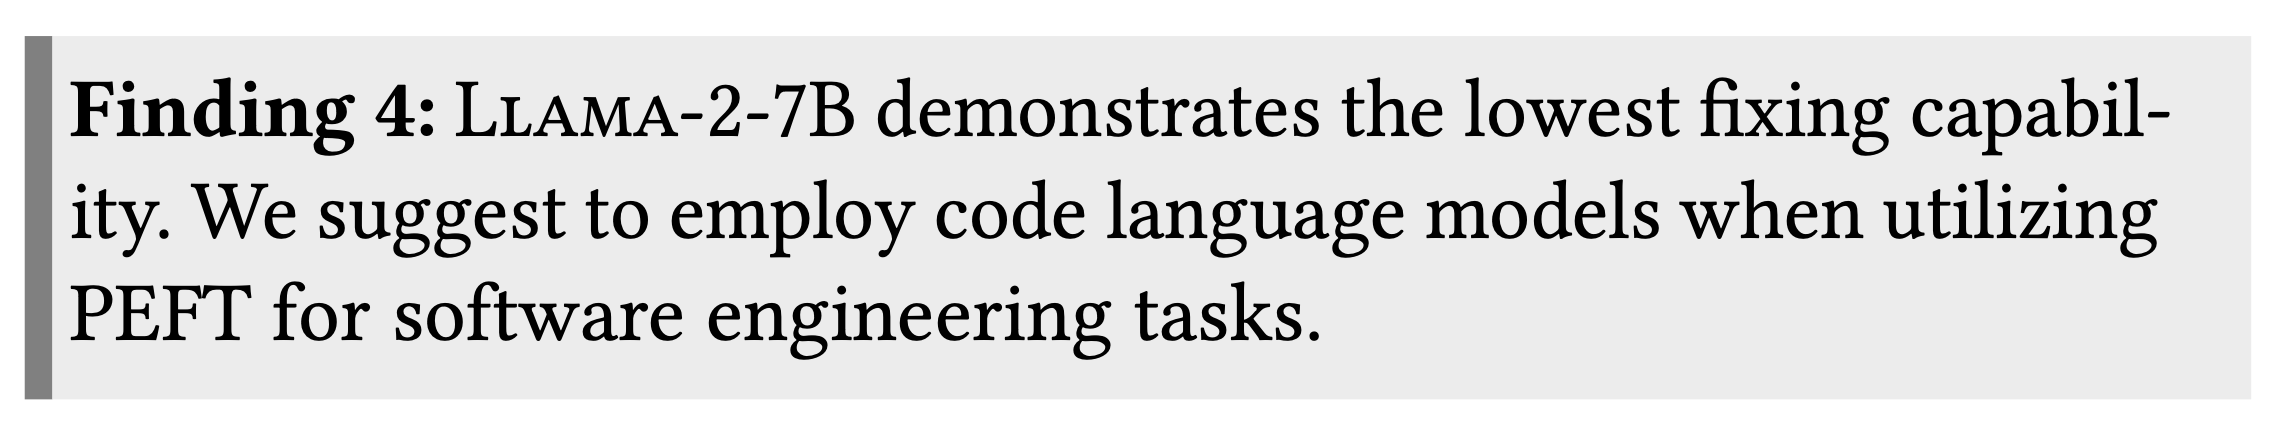 Finding 4: LLAMA-2-7B demonstrates the lowest fixing capabil-
ity. We suggest to employ code language models when utilizing
PEFT for software engineering tasks.